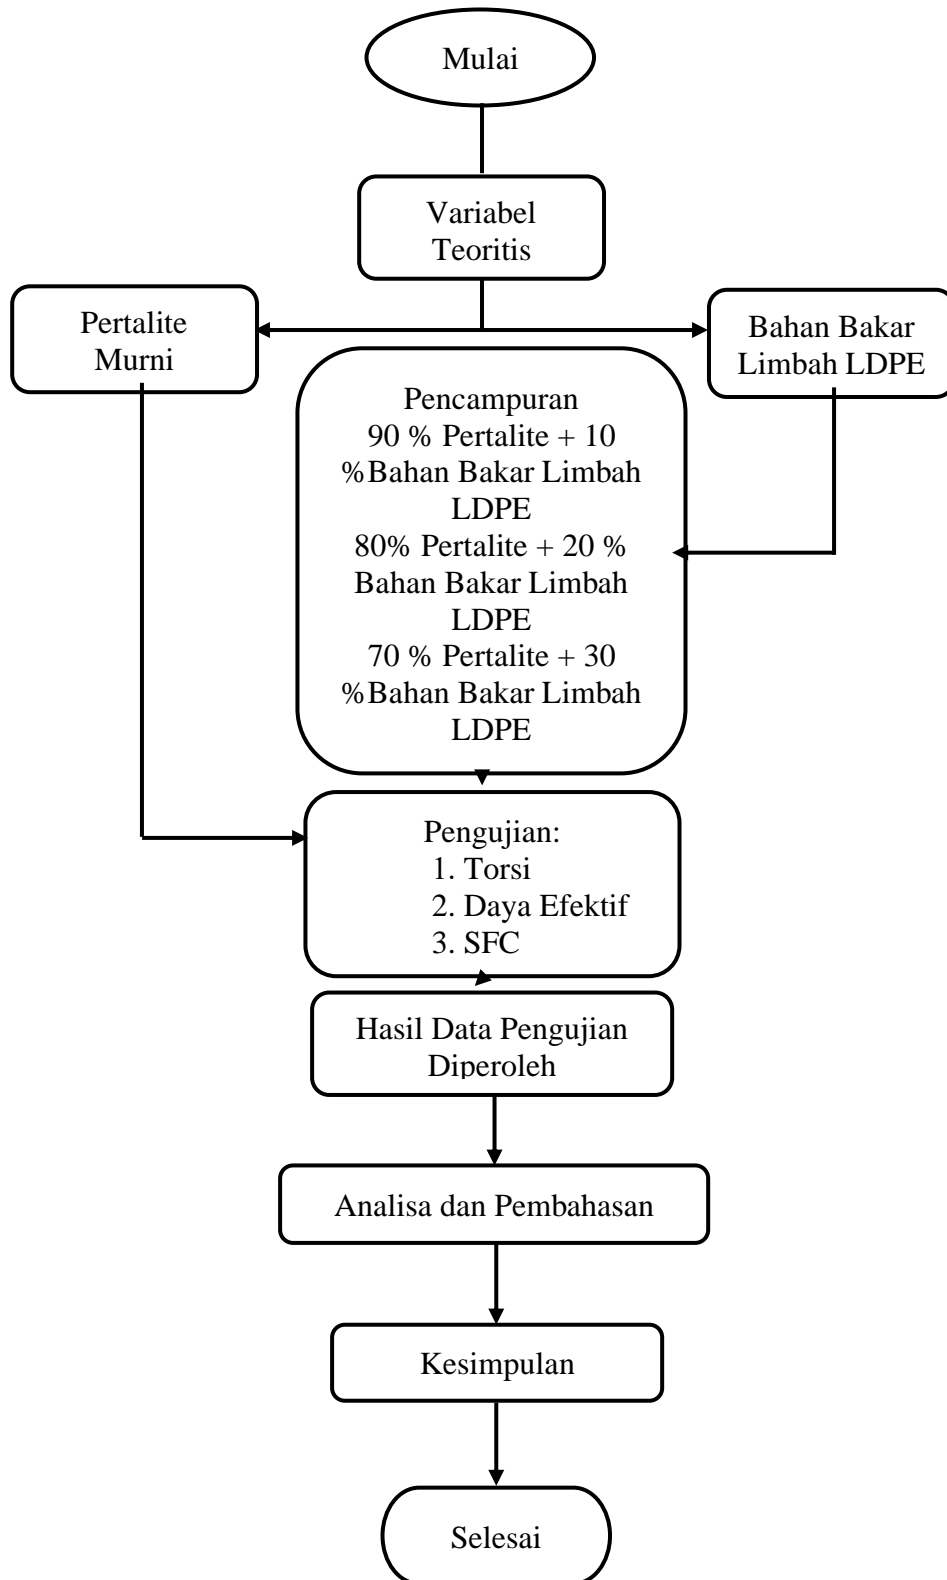 Mulai
Variabel
Teoritis
Pertalite
Murni
Bahan Bakar
Limbah LDPE
Pencampuran
90 % Pertalite + 10
%Bahan Bakar Limbah
LDPE
80% Pertalite + 20 %
Bahan Bakar Limbah
LDPE
70 % Pertalite + 30
%Bahan Bakar Limbah
LDPE
Pengujian:
1. Torsi
2. Daya Efektif
3. SFC
Hasil Data Pengujian
Diperoleh
Analisa dan Pembahasan
Kesimpulan
Selesai